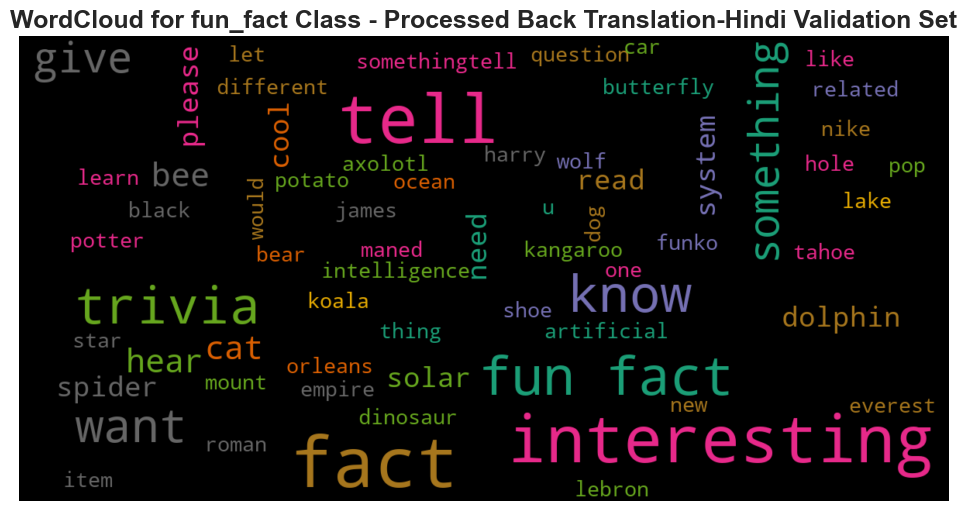 WordCloud for fun_fact Class - Processed Back Translation-Hindi Validation Set
give
please
let
somethingtell
question
car
something
like
different
butterfly
related
tell
cool
system
nike
harry
wolf
hole
pop
axolotl
learn
bee
potato
ocean
read
would
black
james
u
dog
lake
potter
need
bear
maned
kangaroo
funko
tahoe
intelligence
one
trivia
koala
shoe
know
dolphin
star
thing
artificial
hear
cat
orleans
solar
fun fact
spider
mount
empire
want
dinosaur
new
everest
roman
fact
interesting
item
lebron